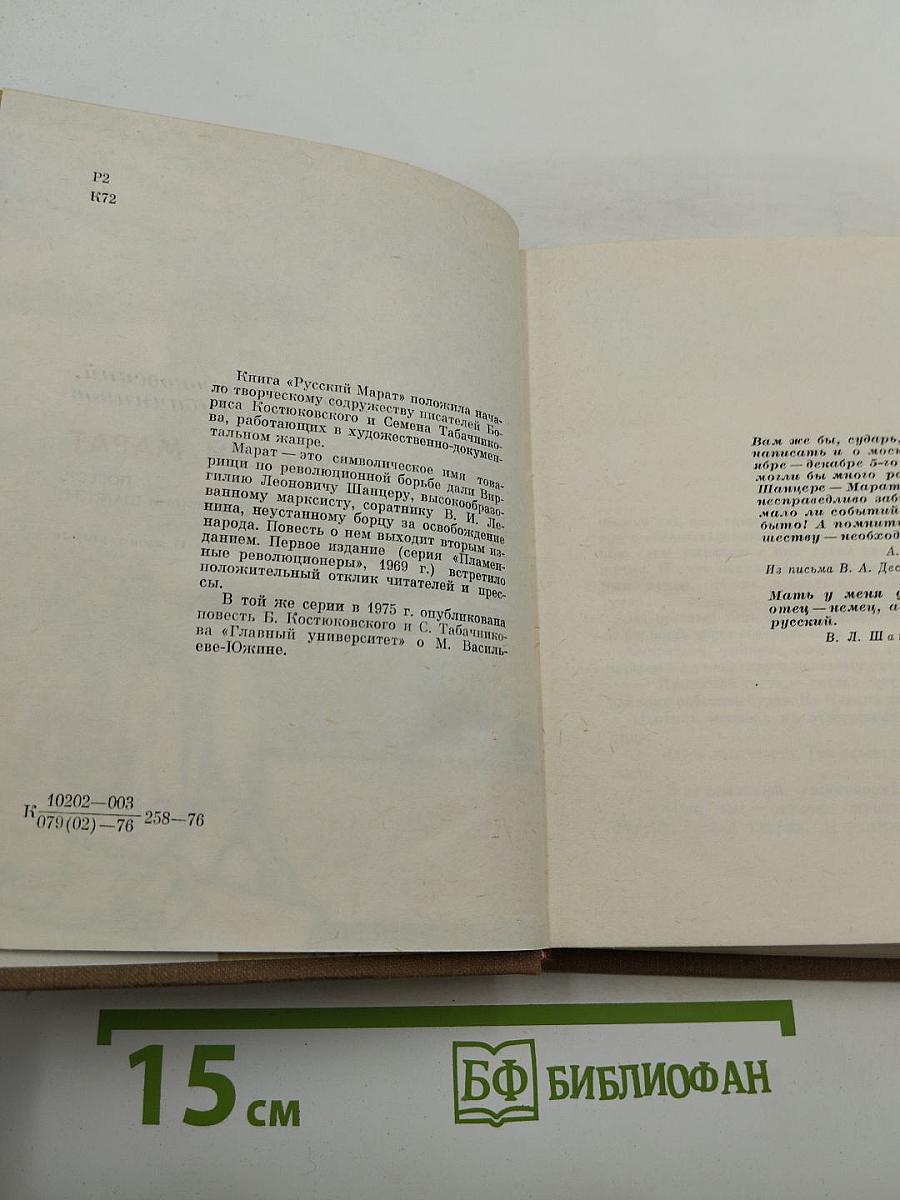 Р2
К72
Книга «Русский Марат» положила нача-
ло творческому содружеству писателей Бо-
риса Костюковского и Семена Табачнико-
ва, работающих в художественно-докумен-
тальном жанре.
Марат — это символическое имя това-
рищи по революционной борьбе дали Вир-
гилию Леоновичу Шанцеру, высокообразо-
ванному марксисту, соратнику В. И. Ле-
нина, неустанному борцу за освобождение
народа. Повесть о нем выходит вторым из-
данием. Первое издание (серия «Пламен-
ные революционеры», 1969 г.) встретило
положительный отклик читателей и прес-
сы.
В той же серии в 1975 г. опубликована
повесть Б. Костюковского и С. Табачнико-
ва «Главный университет» о М. Василь-
еве-Южине.
К 10202—003
079(02)—76 258—76
Вам же бы, сударь,
написать и о моск
ябре — декабре 5-го
могли бы много ра
Шанцере — Марат
несправедливо заб
мало ли событий
быто! А помнит
шеству — необход
А.
Из письма В. А. Дес
Мать у меня
отец — немец, а
русский.
В. Л. Шан
15 см
БФ БИБЛИОФАН